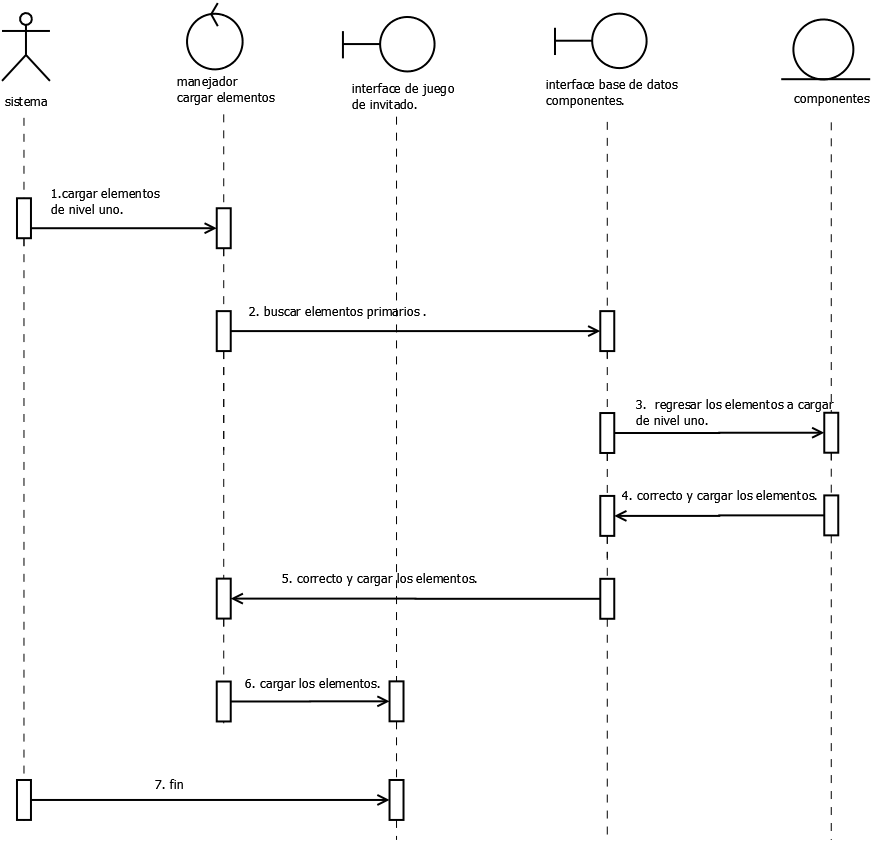 sistema
manejador
cargar elementos
interface de juego
de invitado.
interface base de datos
componentes.
componentes
1.cargar elementos
de nivel uno.
2. buscar elementos primarios .
3. regresar los elementos a cargar
de nivel uno.
4. correcto y cargar los elementos.
5. correcto y cargar los elementos.
6. cargar los elementos.
7. fin